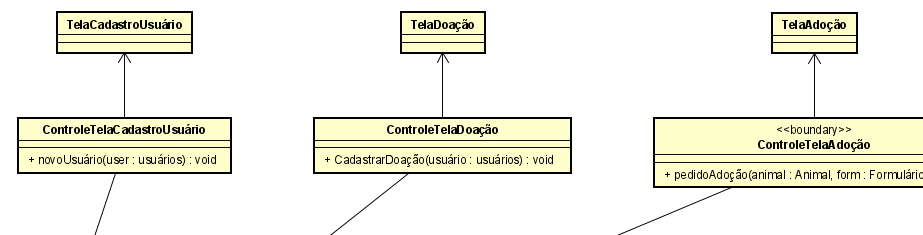 TelaCadastroUsuário
TelaDoação
TelaAdoção
ControleTelaCadastroUsuário
+ novoUsuário(user : usuários) : void
ControleTelaDoação
+ CadastrarDoação(usuário : usuários) : void
<<boundary>>
ControleTelaAdoção
+ pedidoAdoção(animal : Animal, form : Formulário